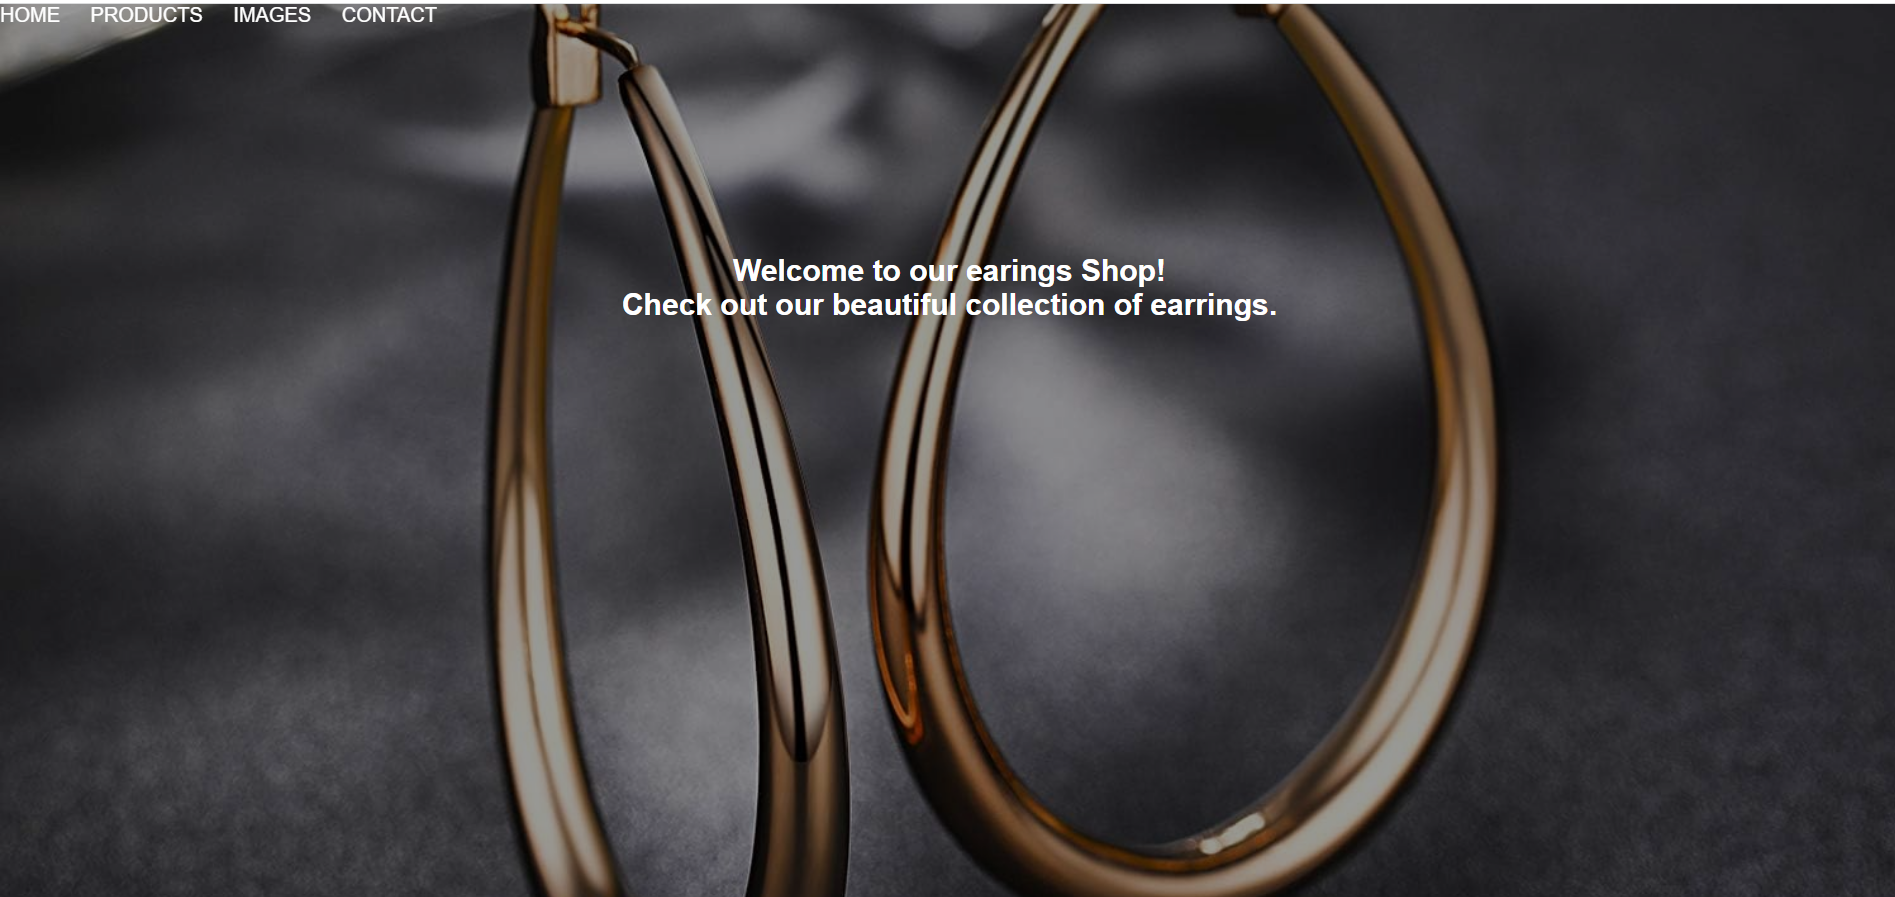 HOME PRODUCTS IMAGES CONTACT
Welcome to our earings Shop!
Check out our beautiful collection of earrings.